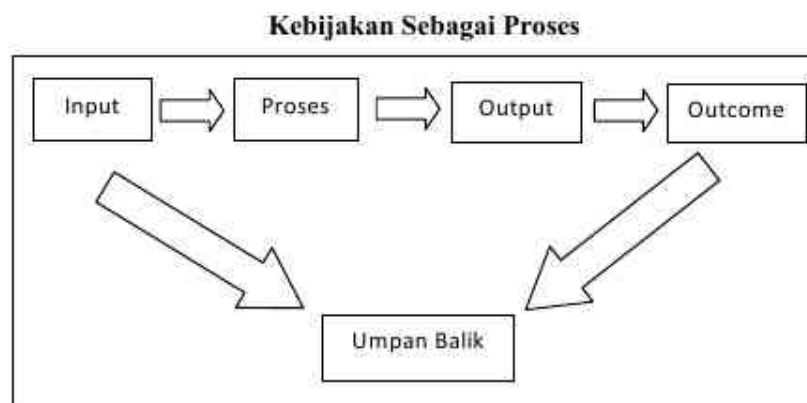 Kebijakan Sebagai Proses
Input
Proses
Output
Outcome
Umpan Balik